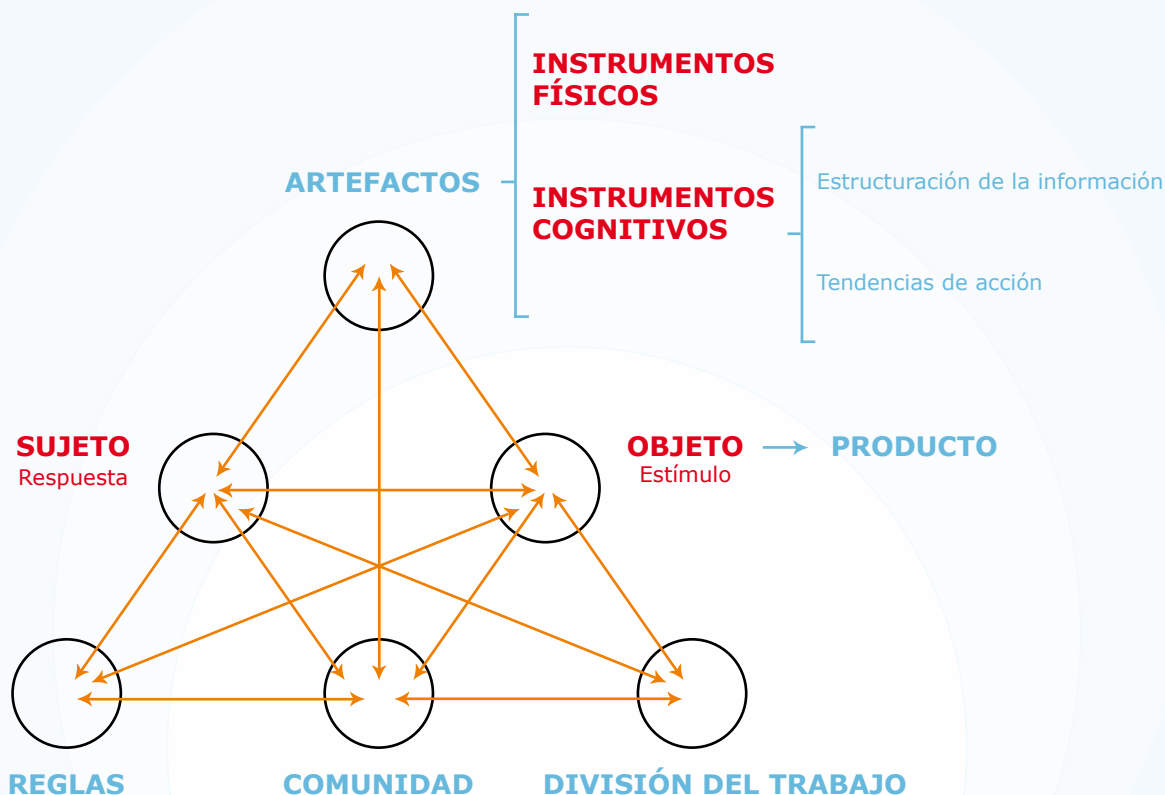 INSTRUMENTOS
FÍSICOS
ARTEFACTOS
INSTRUMENTOS
COGNITIVOS
Estructuración de la información
Tendencias de acción
SUJETO
Respuesta
OBJETO
Estímulo
PRODUCTO
REGLAS
COMUNIDAD
DIVISIÓN DEL TRABAJO